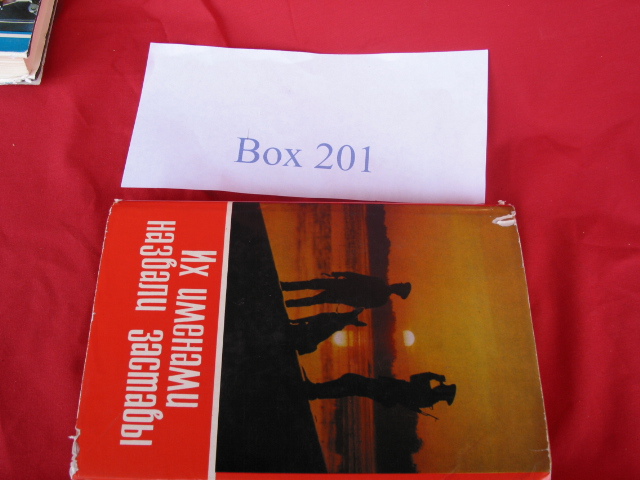 Box 201
ИХ именами
названы заставы